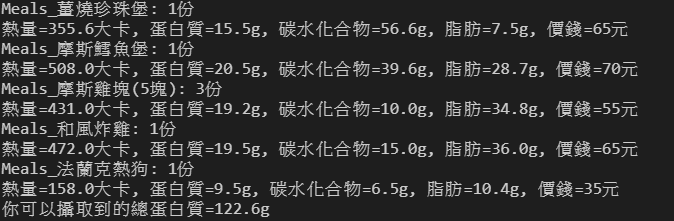 Meals_薑燒珍珠堡: 1份
熱量=355.6大卡, 蛋白質=15.5g, 碳水化合物=56.6g, 脂肪=7.5g, 價錢=65元
Meals_摩斯鱈魚堡: 1份
熱量=508.0大卡, 蛋白質=20.5g, 碳水化合物=39.6g, 脂肪=28.7g, 價錢=70元
Meals_摩斯雞塊(5塊): 3份
熱量=431.0大卡, 蛋白質=19.2g, 碳水化合物=10.0g, 脂肪=34.8g, 價錢=55元
Meals_和風炸雞: 1份
熱量=472.0大卡, 蛋白質=19.5g, 碳水化合物=15.0g, 脂肪=36.0g, 價錢=65元
Meals_法蘭克熱狗: 1份
熱量=158.0大卡, 蛋白質=9.5g, 碳水化合物=6.5g, 脂肪=10.4g, 價錢=35元
你可以攝取到的總蛋白質=122.6g